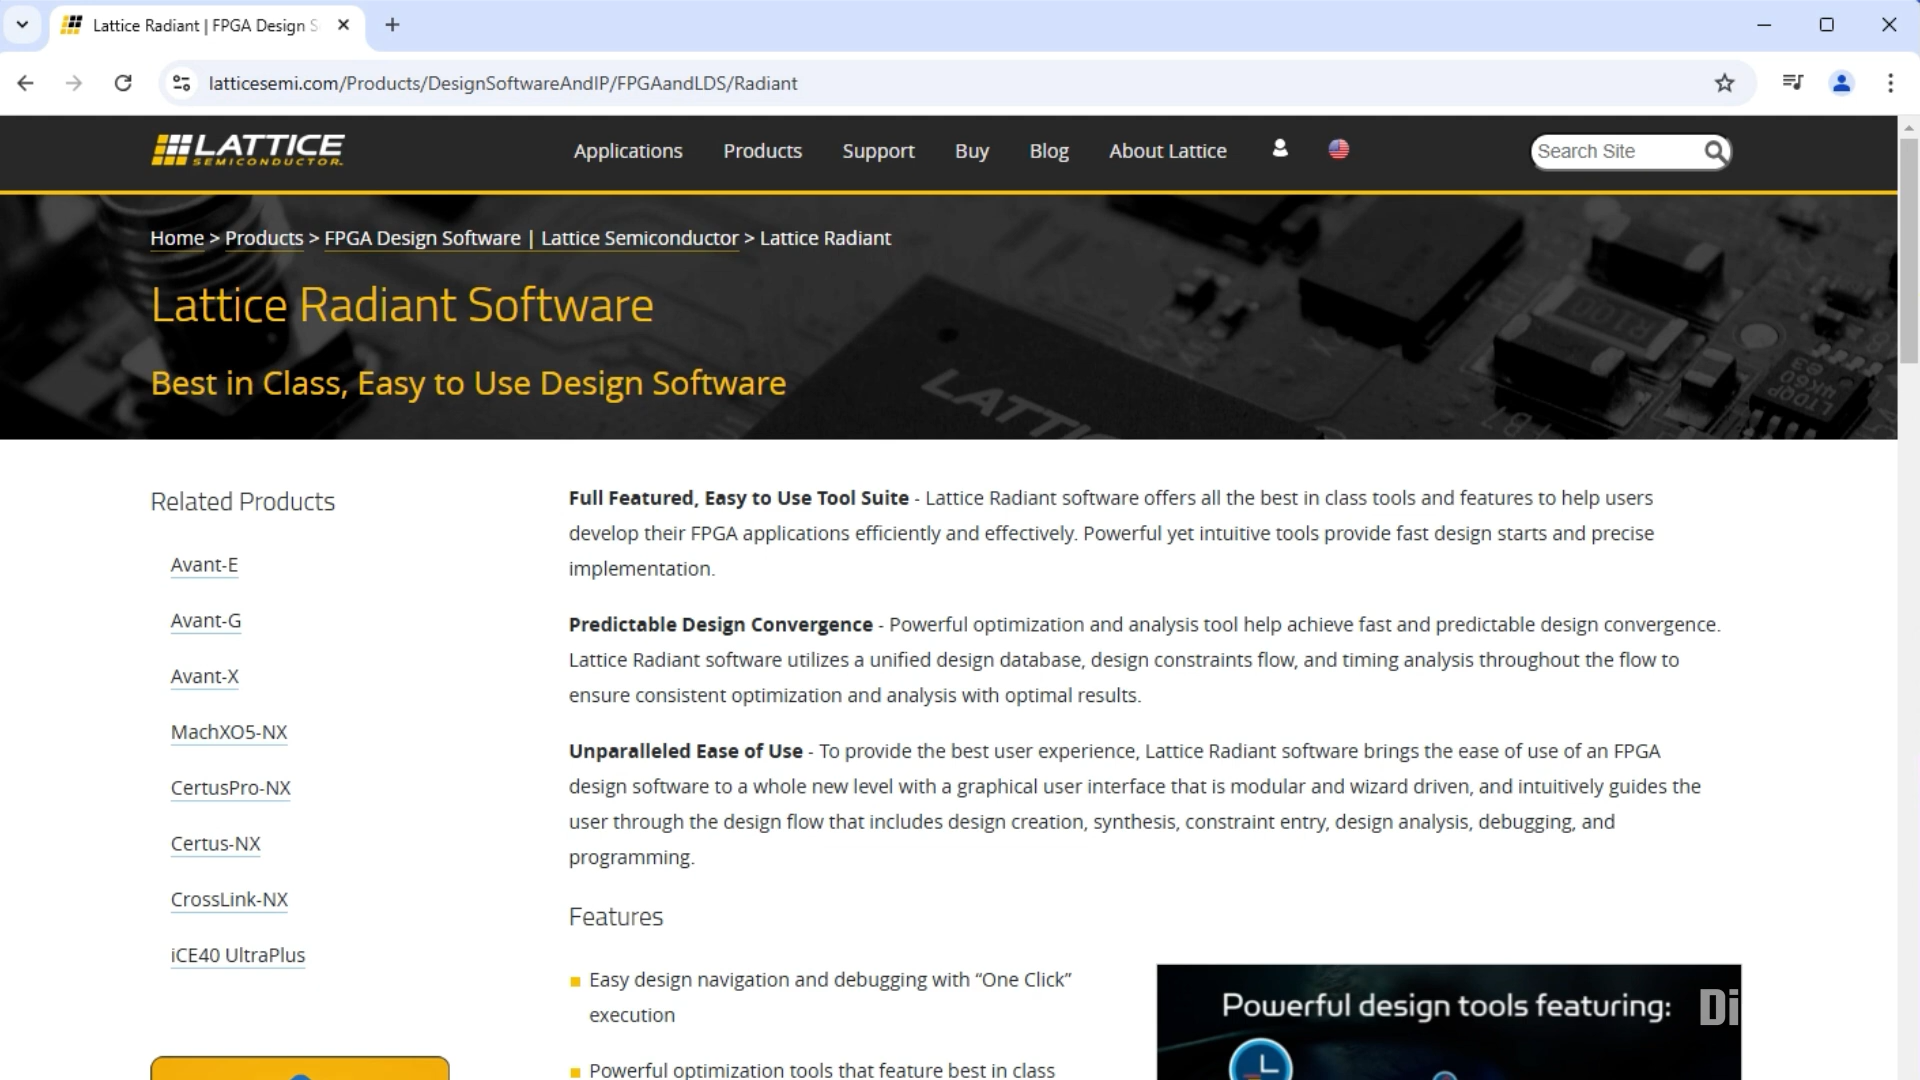 Lattice Radiant | FPGA Design S
latticesemi.com/Products/DesignSoftwareAndIP/FPGAandLDS/Radiant
LATTICE
SEMICONDUCTOR.
Applications
Products
Support
Buy
Blog
About Lattice
Search Site
Home > Products > FPGA Design Software | Lattice Semiconductor > Lattice Radiant
Lattice Radiant Software
Best in Class, Easy to Use Design Software
Related Products
Avant-E
Avant-G
Avant-X
MachXO5-NX
CertusPro-NX
Certus-NX
CrossLink-NX
iCE40 UltraPlus
Full Featured, Easy to Use Tool Suite - Lattice Radiant software offers all the best in class tools and features to help users
develop their FPGA applications efficiently and effectively. Powerful yet intuitive tools provide fast design starts and precise
implementation.
Predictable Design Convergence - Powerful optimization and analysis tool help achieve fast and predictable design convergence.
Lattice Radiant software utilizes a unified design database, design constraints flow, and timing analysis throughout the flow to
ensure consistent optimization and analysis with optimal results.
Unparalleled Ease of Use - To provide the best user experience, Lattice Radiant software brings the ease of use of an FPGA
design software to a whole new level with a graphical user interface that is modular and wizard driven, and intuitively guides the
user through the design flow that includes design creation, synthesis, constraint entry, design analysis, debugging, and
programming.
Features
Easy design navigation and debugging with “One Click”
execution
Powerful optimization tools that feature best in class
Powerful design tools featuring: Di